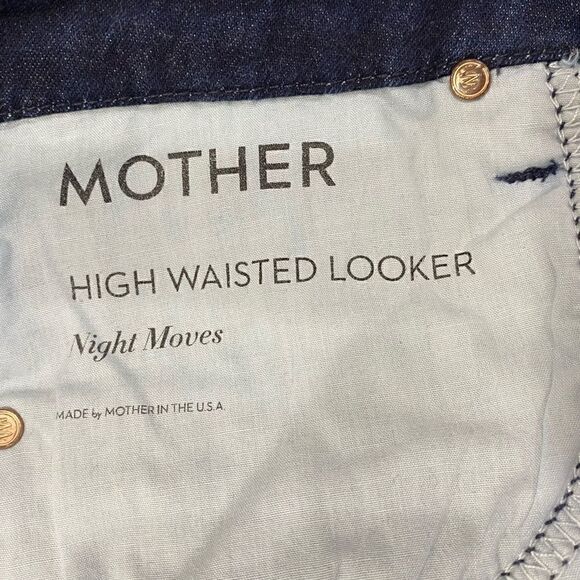 MOTHER
HIGH WAISTED LOOKER
Night Moves
MADE by MOTHER IN THE U.S.A.